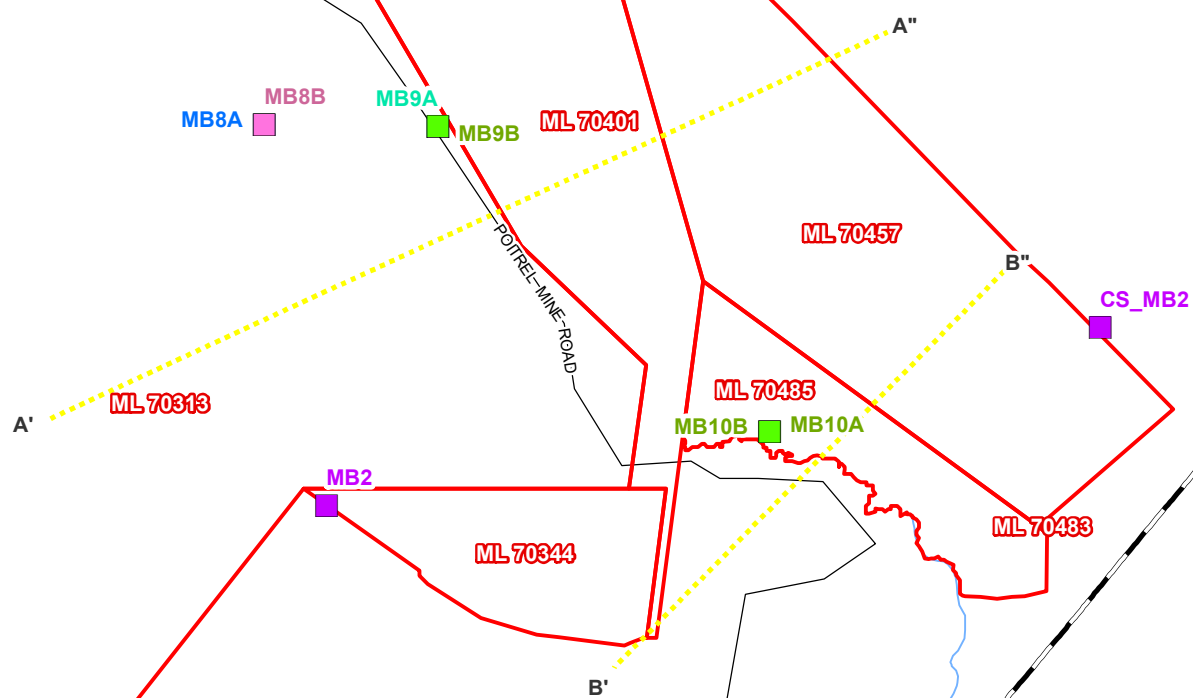 A"
MB8B
MB9A
MB8A
ML 70401
MB9B
ML 70457
POITREL-MINE-ROAD
B"
CS_MB2
ML 70485
ML 70313
A'
MB10B
MB10A
MB2
ML 70483
ML 70344
B'